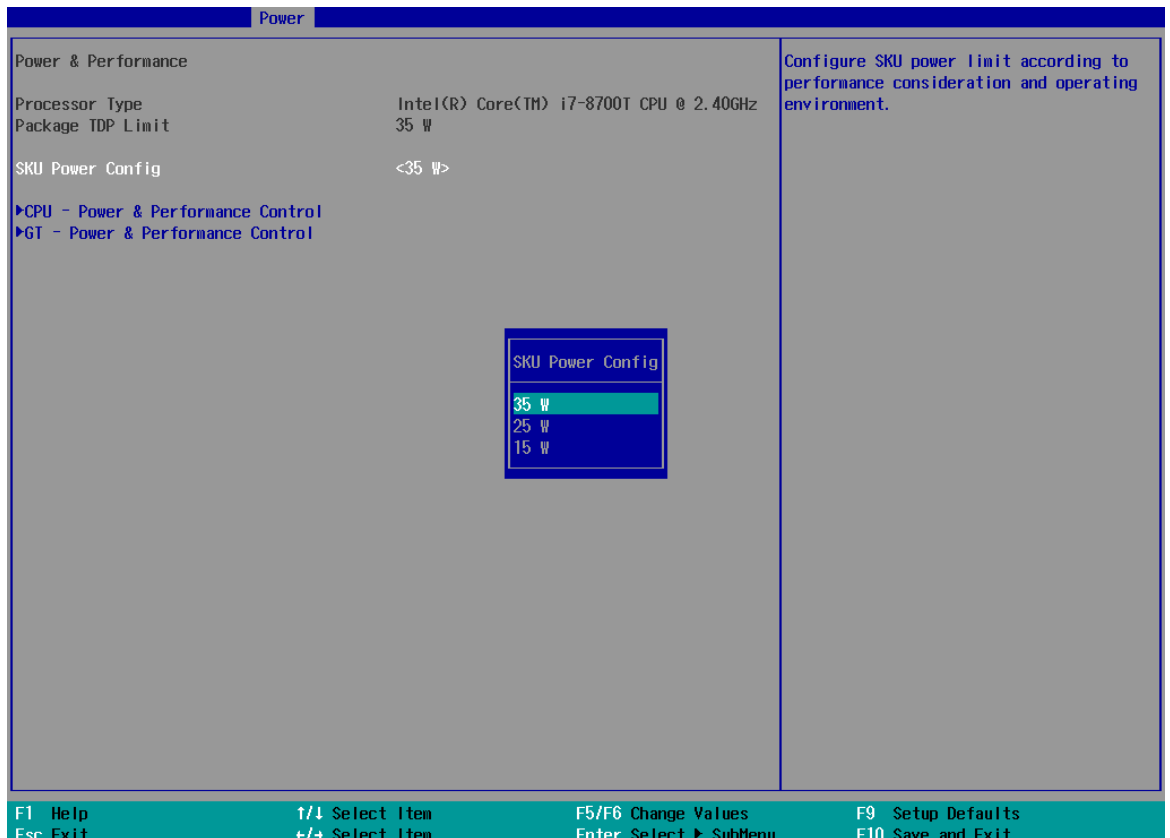 Power
Power & Performance
Processor Type Intel(R) Core(TM) i7-8700T CPU @ 2.40GHz
Package TDP Limit 35 W
SKU Power Config <35 W>
▶CPU - Power & Performance Control
▶GT - Power & Performance Control
Configure SKU power limit according to
performance consideration and operating
environment.
SKU Power Config
35 W
25 W
15 W
F1 Help ↑/↓ Select Item F5/F6 Change Values F9 Setup Defaults
Esc Exit ←/→ Select Item Enter Select ▶ SubMenu F10 Save and Exit